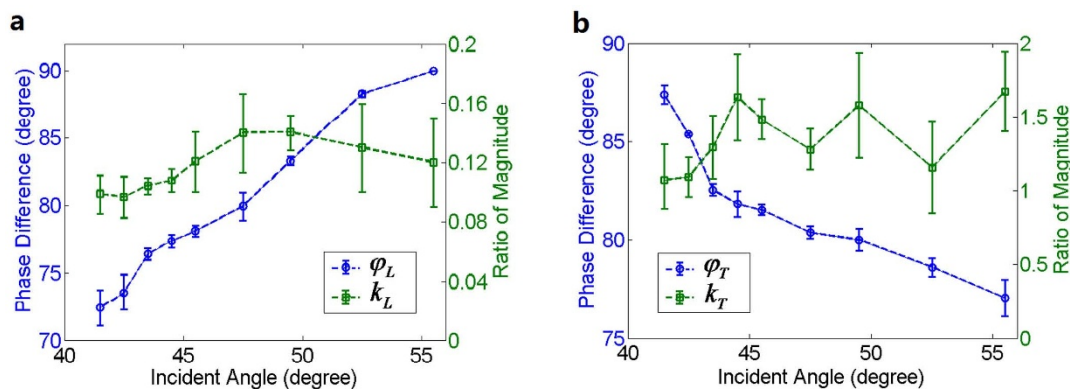 a
90
85
80
75
70
Phase Difference (degree)
40
45
50
55
Incident Angle (degree)
0.2
0.16
0.12
0.08
0.04
0
Ratio of Magnitude
φL
kL
b
90
85
80
75
Phase Difference (degree)
40
45
50
55
Incident Angle (degree)
2
1.5
1
0.5
0
Ratio of Magnitude
φT
kT